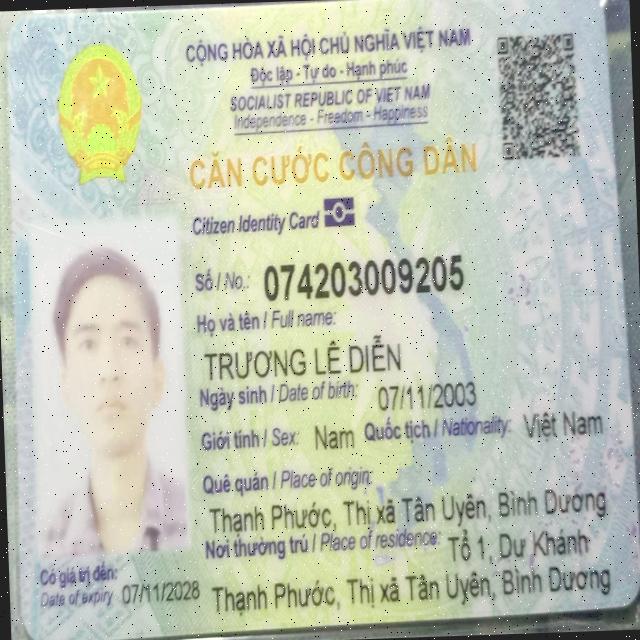 CỘNG HÒA XÃ HỘI CHỦ NGHĨA VIỆT NAM
Độc lập - Tự do - Hạnh phúc
SOCIALIST REPUBLIC OF VIET NAM
Independence - Freedom - Happiness
CĂN CƯỚC CÔNG DÂN
Citizen Identity Card
Số / No.: 074203009205
Họ và tên / Full name:
TRƯƠNG LÊ DIỄN
Ngày sinh / Date of birth: 07/11/2003
Giới tính / Sex: Nam Quốc tịch / Nationality: Việt Nam
Quê quán / Place of origin:
Thạnh Phước, Thị xã Tân Uyên, Bình Dương
Nơi thường trú / Place of residence: Tổ 1, Dư Khánh
Thạnh Phước, Thị xã Tân Uyên, Bình Dương
Có giá trị đến: 07/11/2028
Date of expiry